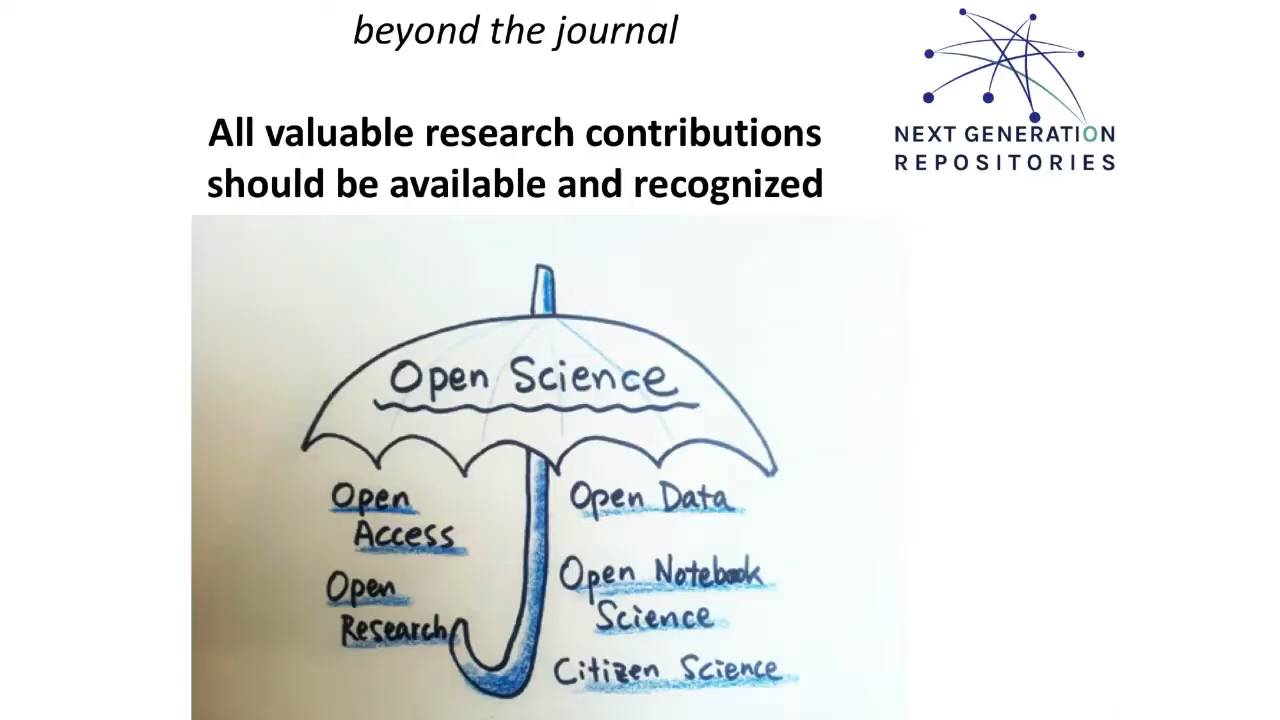 beyond the journal
All valuable research contributions
should be available and recognized
NEXT GENERATION
REPOSITORIES
Open Science
Open
Access
Open
Research
Open Data
Open Notebook
Science
Citizen Science